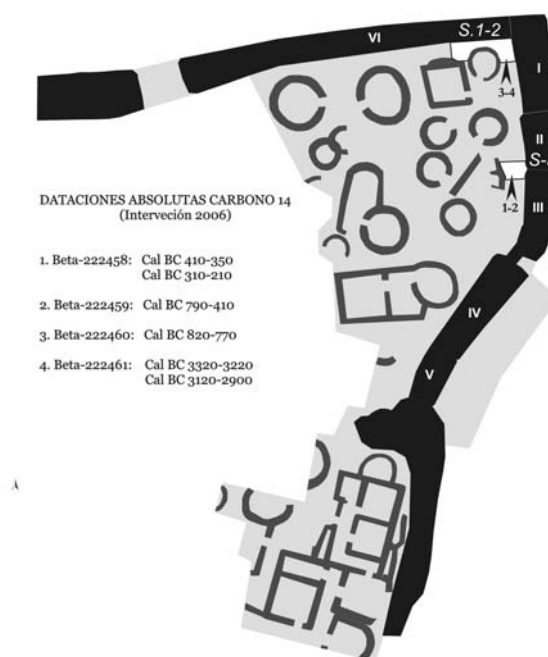 VI
S.1-2
I
3-4
II
S-
1-2
III
DATACIONES ABSOLUTAS CARBONO 14
(Interveción 2006)
1. Beta-222458: Cal BC 410-350
Cal BC 310-210
2. Beta-222459: Cal BC 790-410
3. Beta-222460: Cal BC 820-770
4. Beta-222461: Cal BC 3320-3220
Cal BC 3120-2900
IV
V